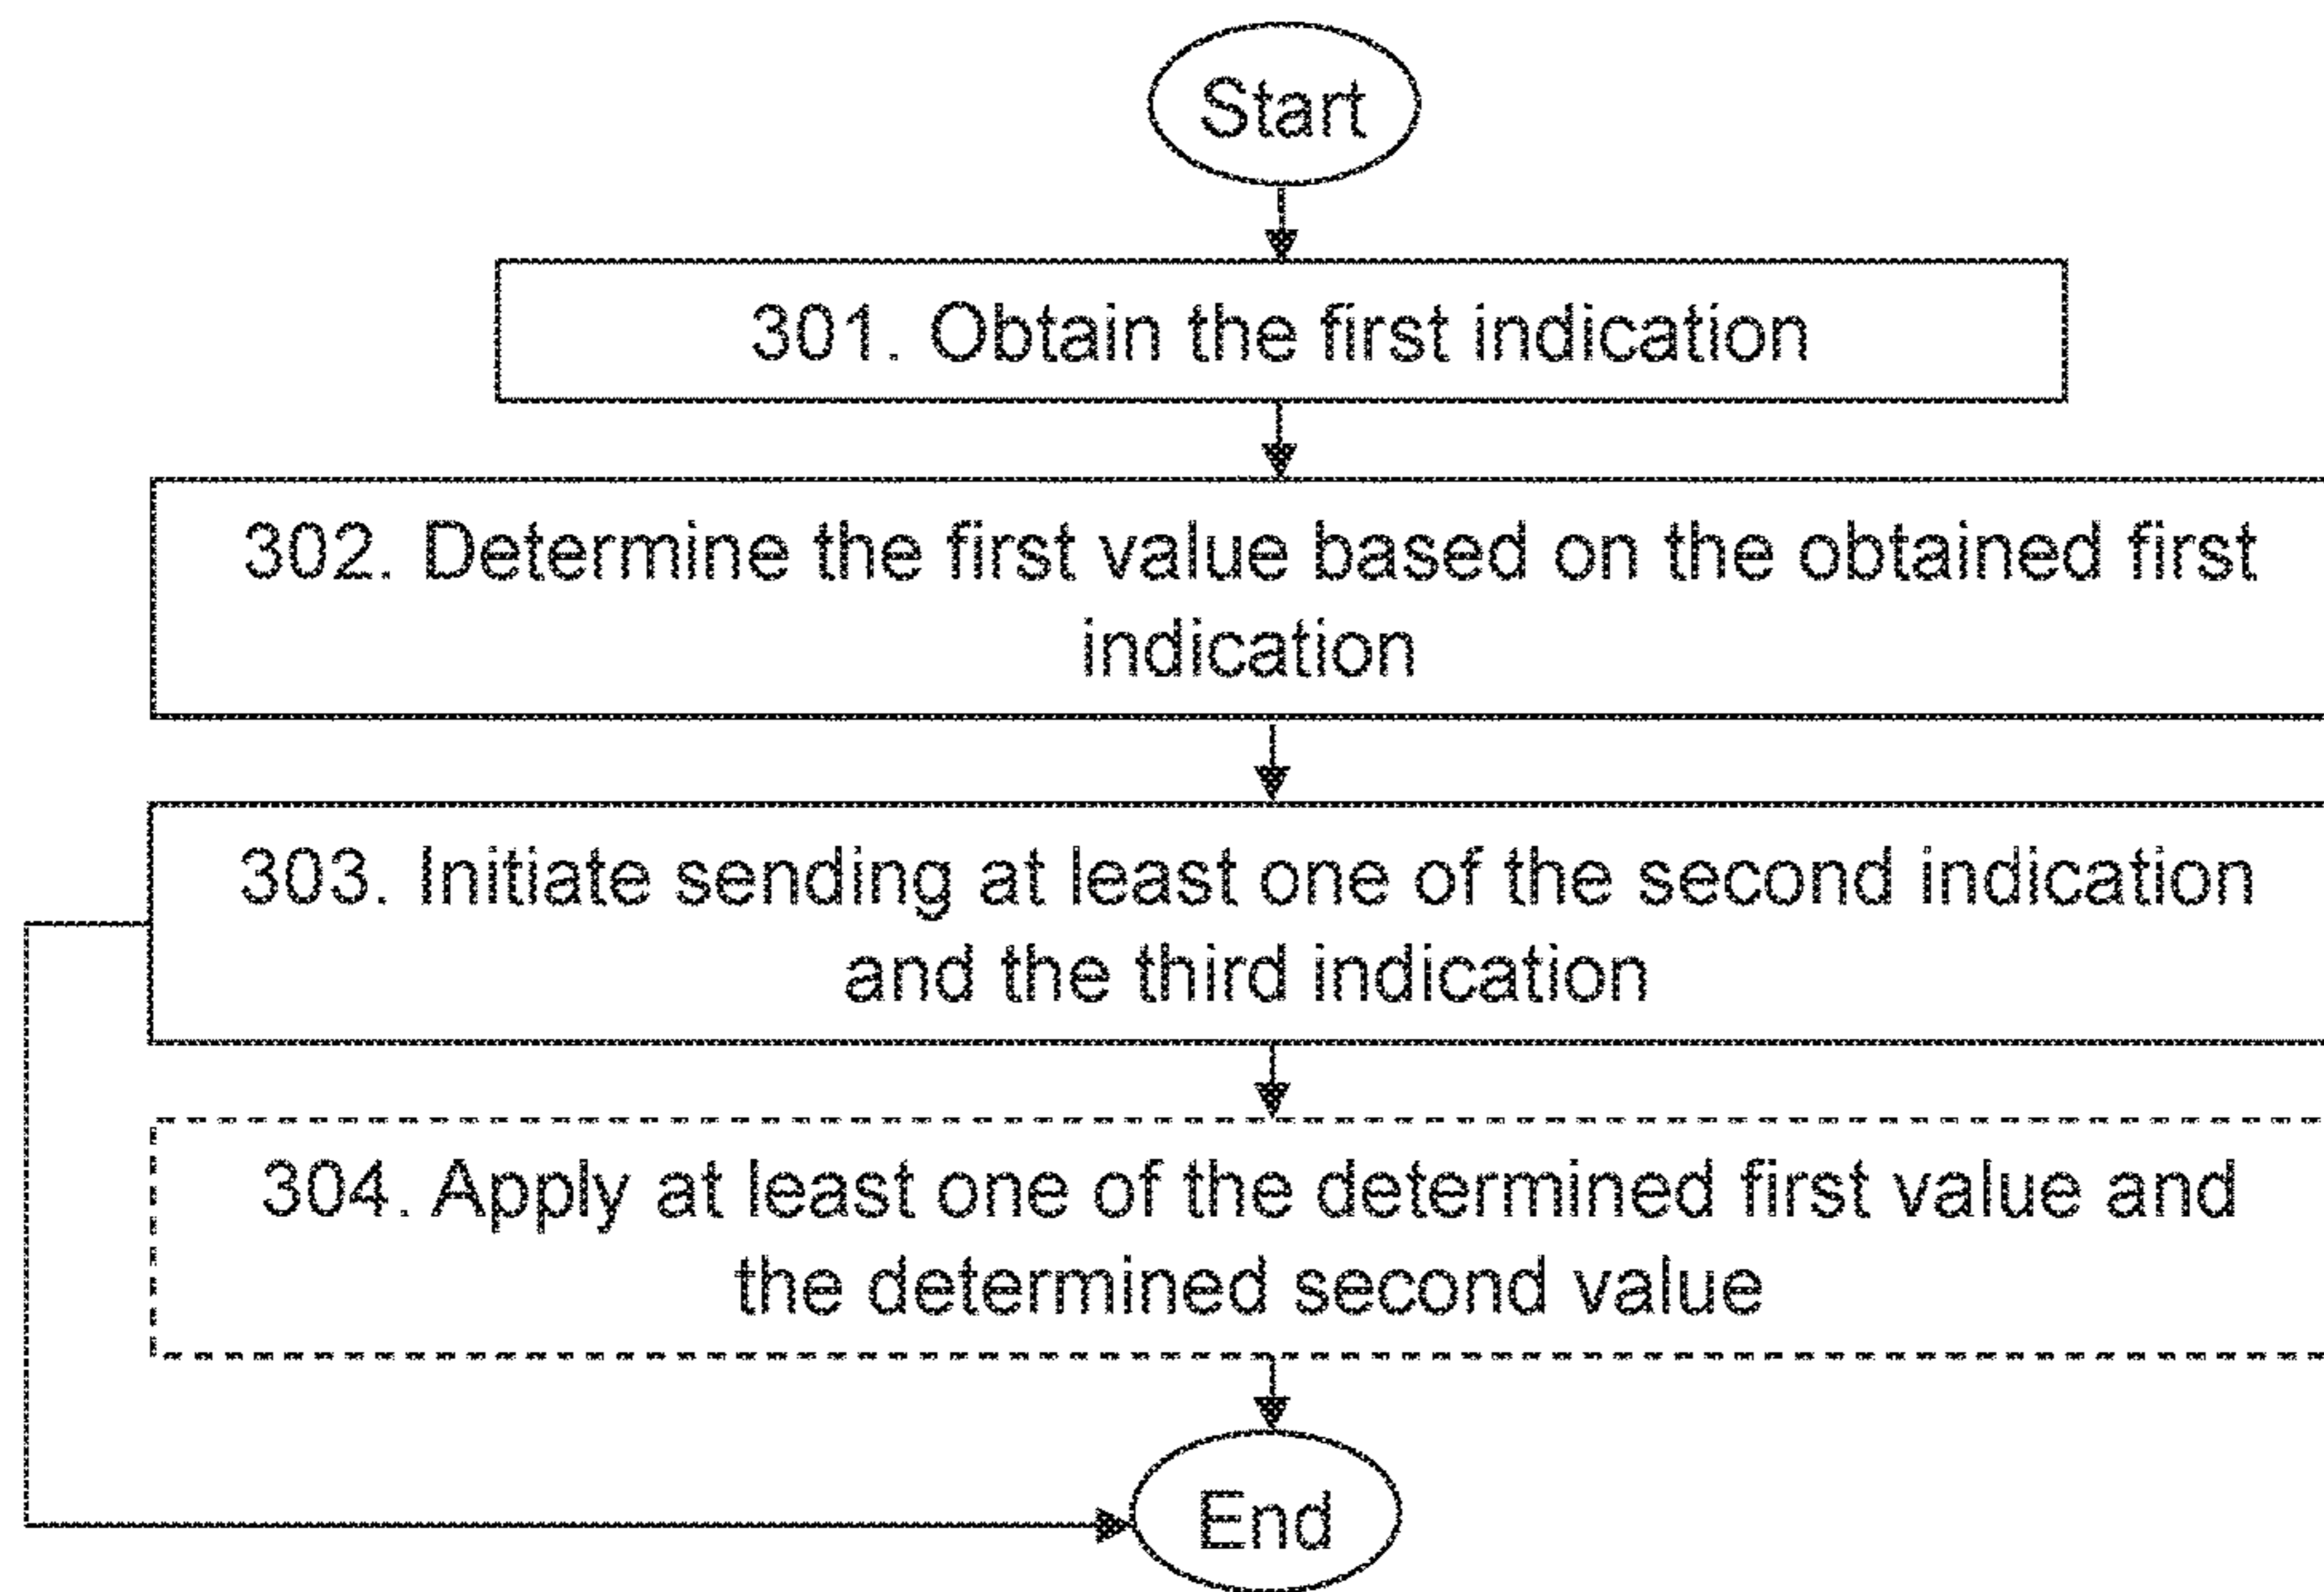 Start
301. Obtain the first indication
302. Determine the first value based on the obtained first
indication
303. Initiate sending at least one of the second indication
and the third indication
304. Apply at least one of the determined first value and
the determined second value
End